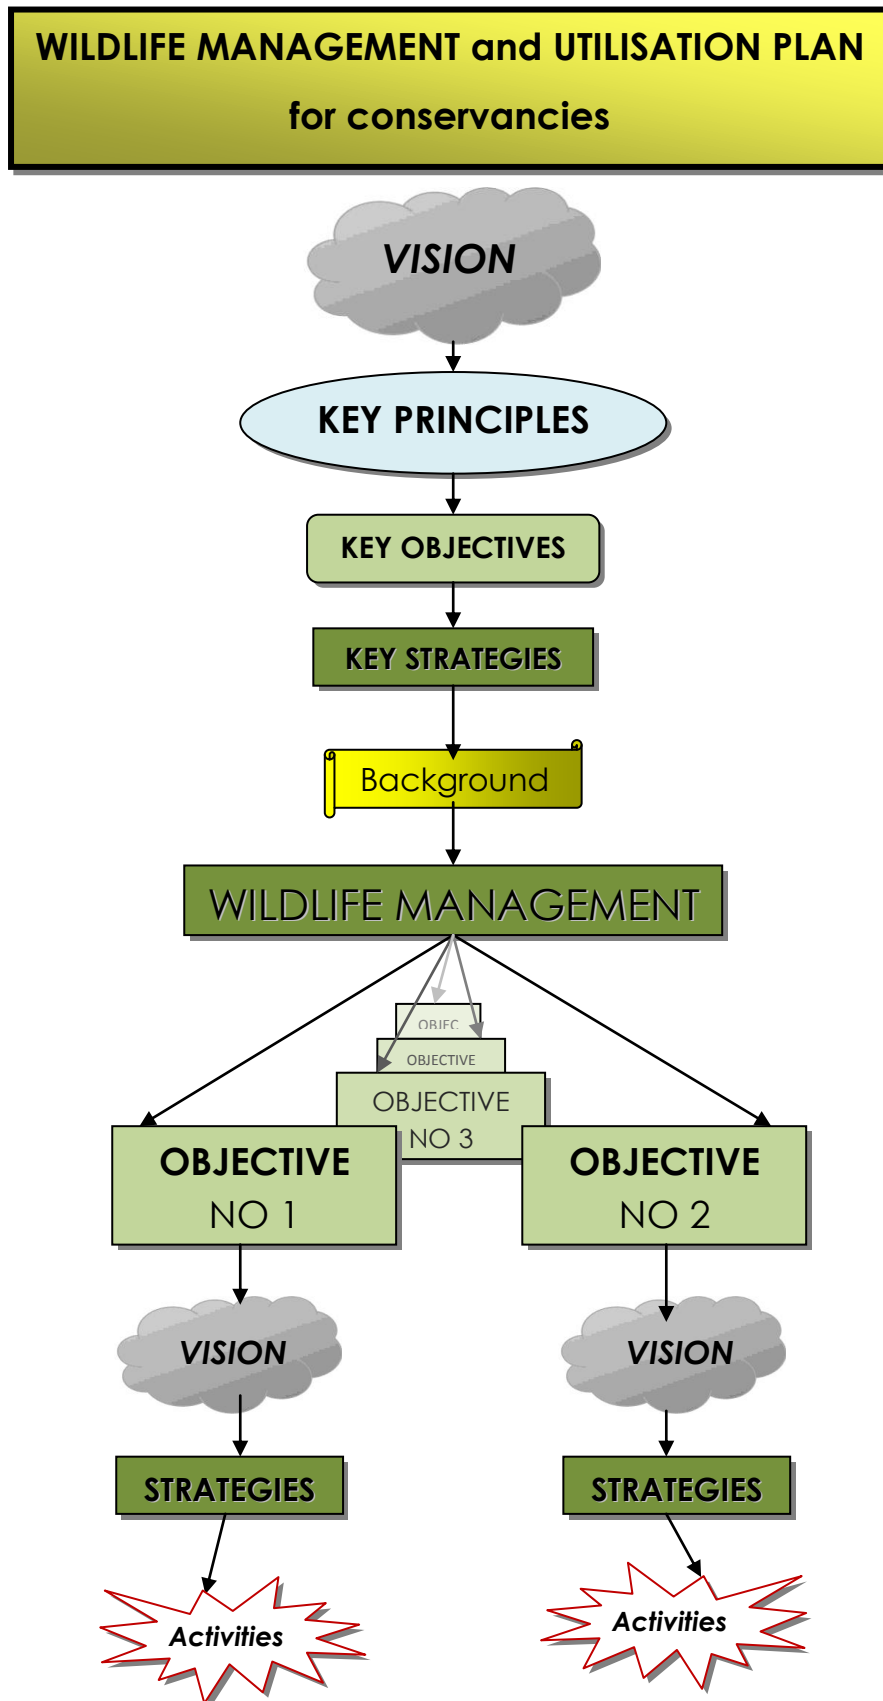 WILDLIFE MANAGEMENT and UTILISATION PLAN
for conservancies
VISION
KEY PRINCIPLES
KEY OBJECTIVES
KEY STRATEGIES
Background
WILDLIFE MANAGEMENT
OBJEC
OBJECTIVE
OBJECTIVE
NO 3
OBJECTIVE
NO 1
OBJECTIVE
NO 2
VISION
VISION
STRATEGIES
STRATEGIES
Activities
Activities